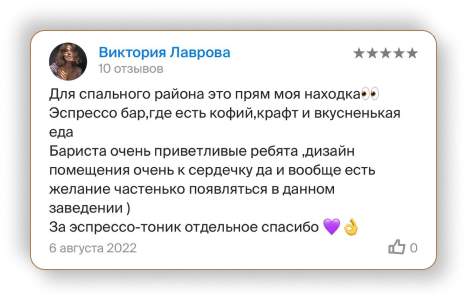 Виктория Лаврова
10 отзывов
Для спального района это прям моя находка👀
Эспрессо бар,где есть кофий,крафт и вкусненькая
еда
Бариста очень приветливые ребята ,дизайн
помещения очень к сердечку да и вообще есть
желание частенько появляться в данном
заведении )
За эспрессо-тоник отдельное спасибо 💜👌
6 августа 2022
0